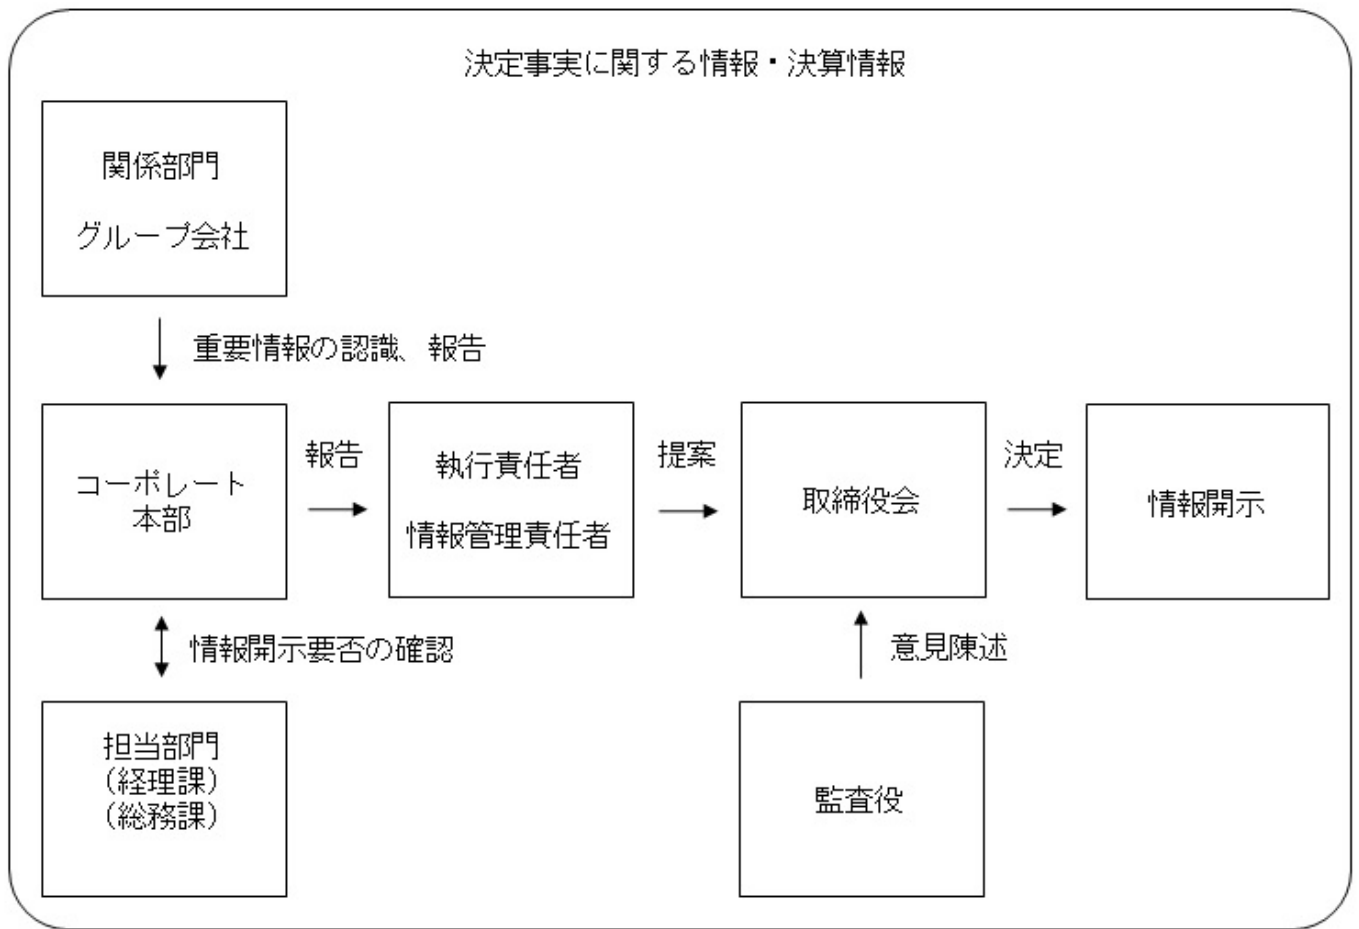 決定事実に関する情報・決算情報
関係部門
グループ会社
重要情報の認識、報告
コーポレート
本部
報告
執行責任者
情報管理責任者
提案
取締役会
決定
情報開示
情報開示要否の確認
意見陳述
担当部門
(経理課)
(総務課)
監査役